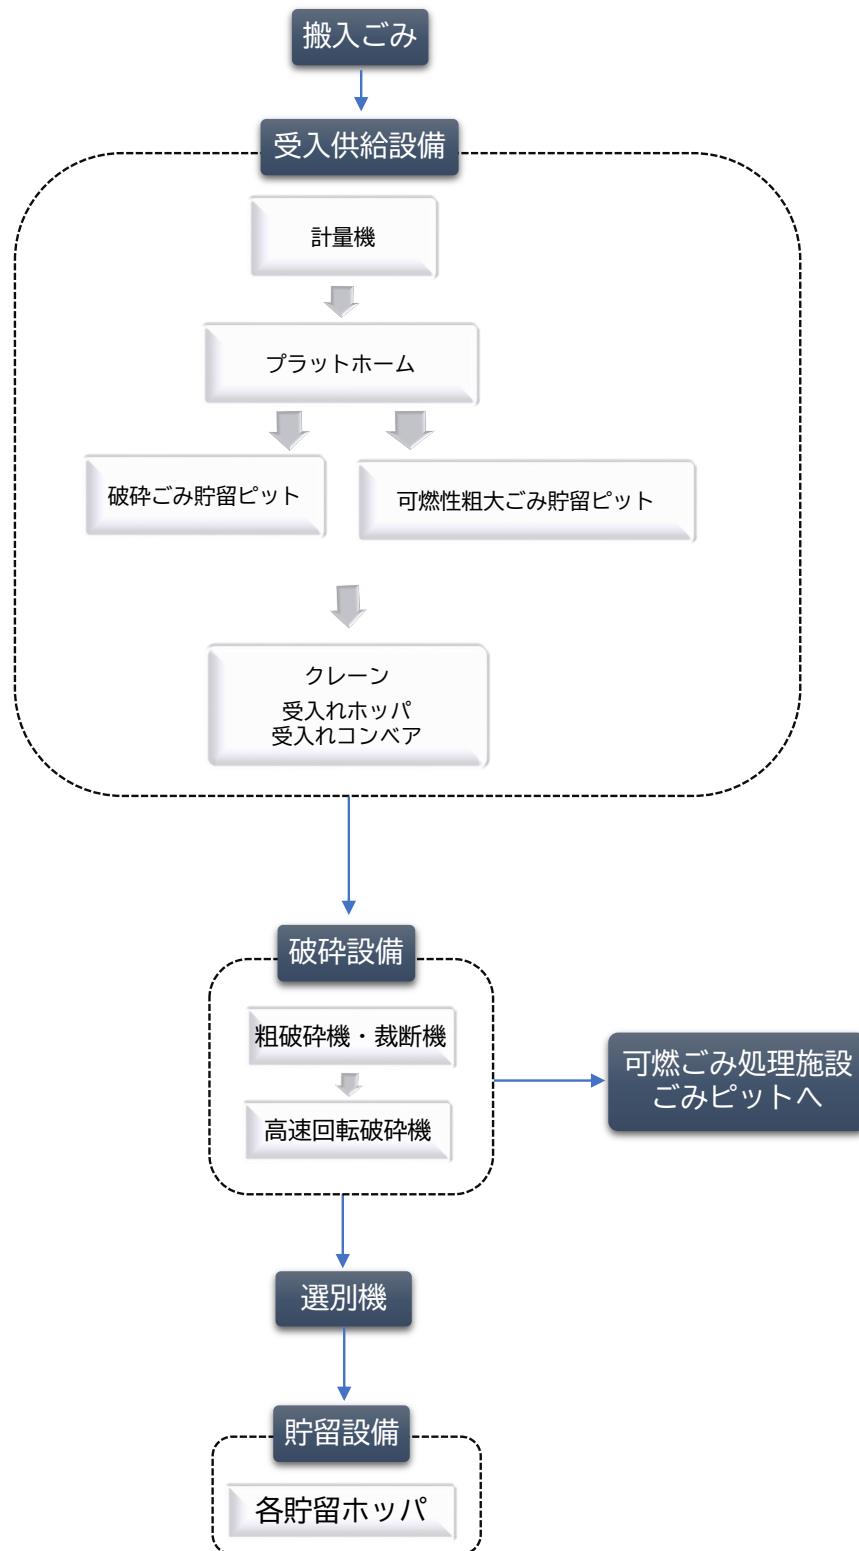 搬入ごみ
受入供給設備
計量機
プラットホーム
破砕ごみ貯留ピット
可燃性粗大ごみ貯留ピット
クレーン
受入れホッパ
受入れコンベア
破砕設備
粗破砕機・裁断機
高速回転破砕機
可燃ごみ処理施設
ごみピットへ
選別機
貯留設備
各貯留ホッパ